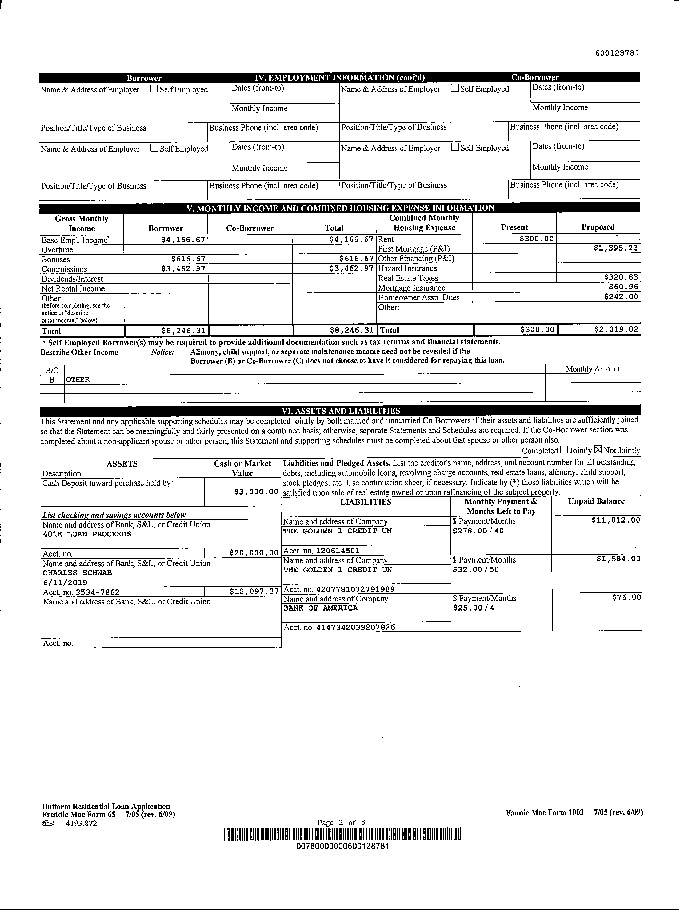 Borrower IV. EMPLOYMENT INFORMATION (cont'd) Co-Borrower
Name & Address of Employer Self Employed Dates (from-to) Name & Address of Employer Self Employed Dates (from-to)
Monthly Income Monthly Income
Position/Title/Type of Business Business Phone (incl. area code) Position/Title/Type of Business Business Phone (incl. area code)
Name & Address of Employer Self Employed Dates (from-to) Name & Address of Employer Self Employed Dates (from-to)
Monthly Income Monthly Income
Position/Title/Type of Business Business Phone (incl. area code) Position/Title/Type of Business Business Phone (incl. area code)
V. MONTHLY INCOME AND COMBINED HOUSING EXPENSE INFORMATION
Gross Monthly Income Borrower Co-Borrower Total Combined Monthly Housing Expense Present Proposed
Base Empl. Income* $4,166.67 $4,166.67 Rent $300.00
Overtime First Mortgage (P&I)
Bonuses $616.67 $616.67 Other Financing (P&I)
Commissions $3,462.97 $3,462.97 Hazard Insurance
Dividends/Interest Real Estate Taxes $320.83
Net Rental Income Mortgage Insurance $60.96
Other Homeowner Assn. Dues $242.00
(before completing, see the Other:
notice in "describe
other income," below)
Total $8,246.31 $8,246.31 Total $300.00 $2,019.02
* Self Employed Borrower(s) may be required to provide additional documentation such as tax returns and financial statements.
Describe Other Income Notice: Alimony, child support, or separate maintenance income need not be revealed if the
Borrower (B) or Co-Borrower (C) does not choose to have it considered for repaying this loan.
B/C Monthly Amount
B OTHER
VI. ASSETS AND LIABILITIES
This Statement and any applicable supporting schedules may be completed jointly by both married and unmarried Co-Borrowers if their assets and liabilities are sufficiently joined
so that the Statement can be meaningfully and fairly presented on a combined basis; otherwise, separate Statements and Schedules are required. If the Co-Borrower section was
completed about a non-applicant spouse or other person, this Statement and supporting schedules must be completed about that spouse or other person also.
Completed Jointly Not Jointly
ASSETS Cash or Market Value
Description
Cash Deposit toward purchase held by:
$3,000.00
Liabilities and Pledged Assets. List the creditor's name, address, and account number for all outstanding
debts, including automobile loans, revolving charge accounts, real estate loans, alimony, child support,
stock pledges, etc. Use continuation sheet, if necessary. Indicate by (*) those liabilities which will be
satisfied upon sale of real estate owned or upon refinancing of the subject property.
LIABILITIES Monthly Payment & Months Left to Pay Unpaid Balance
List checking and savings accounts below
Name and address of Bank, S&L, or Credit Union
401K LOAN PROCEEDS
Acct. no. $20,000.00
Name and address of Bank, S&L, or Credit Union
CHARLES SCHWAB
6/11/2019
Acct. no. 3534-7862
Name and address of Bank, S&L, or Credit Union
Acct. no.
Name and address of Company $ Payment/Months $11,012.00
THE GOLDEN 1 CREDIT UN $276.00/40
Acct. no. 120614501
Name and address of Company $ Payment/Months $1,584.00
THE GOLDEN 1 CREDIT UN $32.00/50
Acct. no. 4207791072791989
Name and address of Company $ Payment/Months
BANK OF AMERICA $25.00/4
Acct. no.
Uniform Residential Loan Application
Freddie Mac Form 65 7/05 (rev. 6/09)
Page 2 of 5
Fannie Mae Form 1003 7/05 (rev. 6/09)